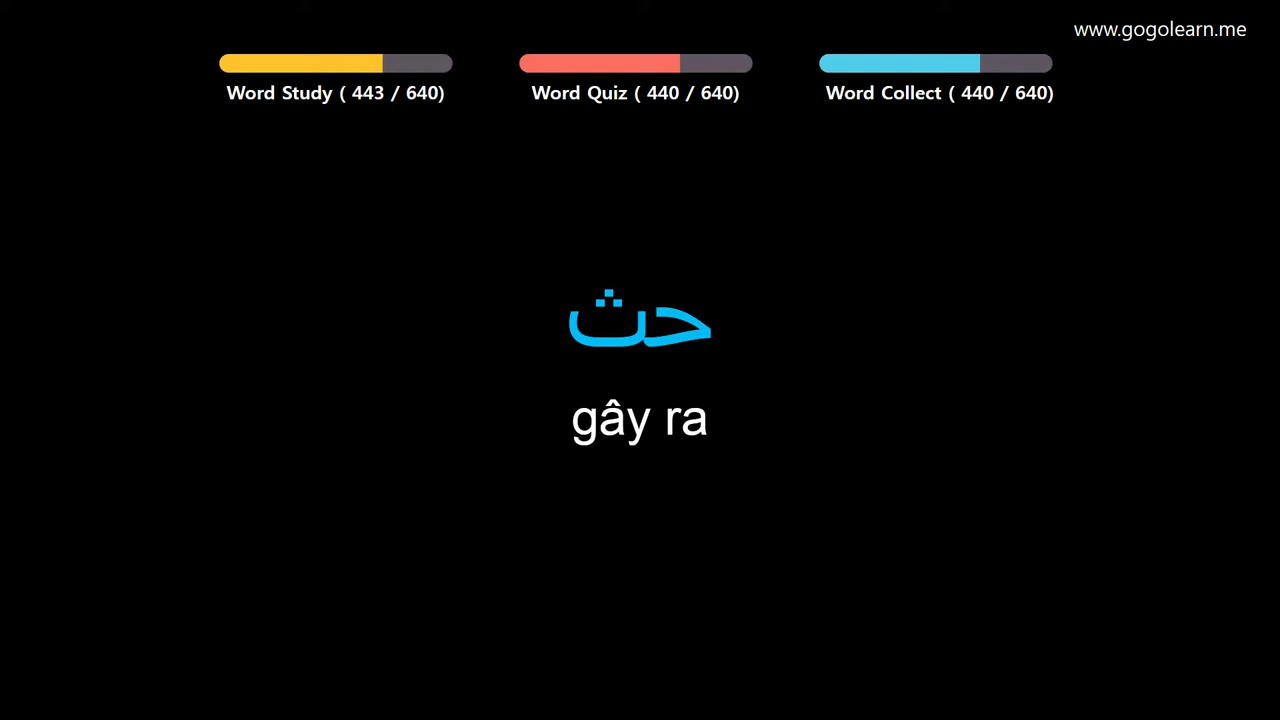 www.gogolearn.me
Word Study ( 443 / 640)
Word Quiz ( 440 / 640)
Word Collect ( 440 / 640)
حث
gây ra